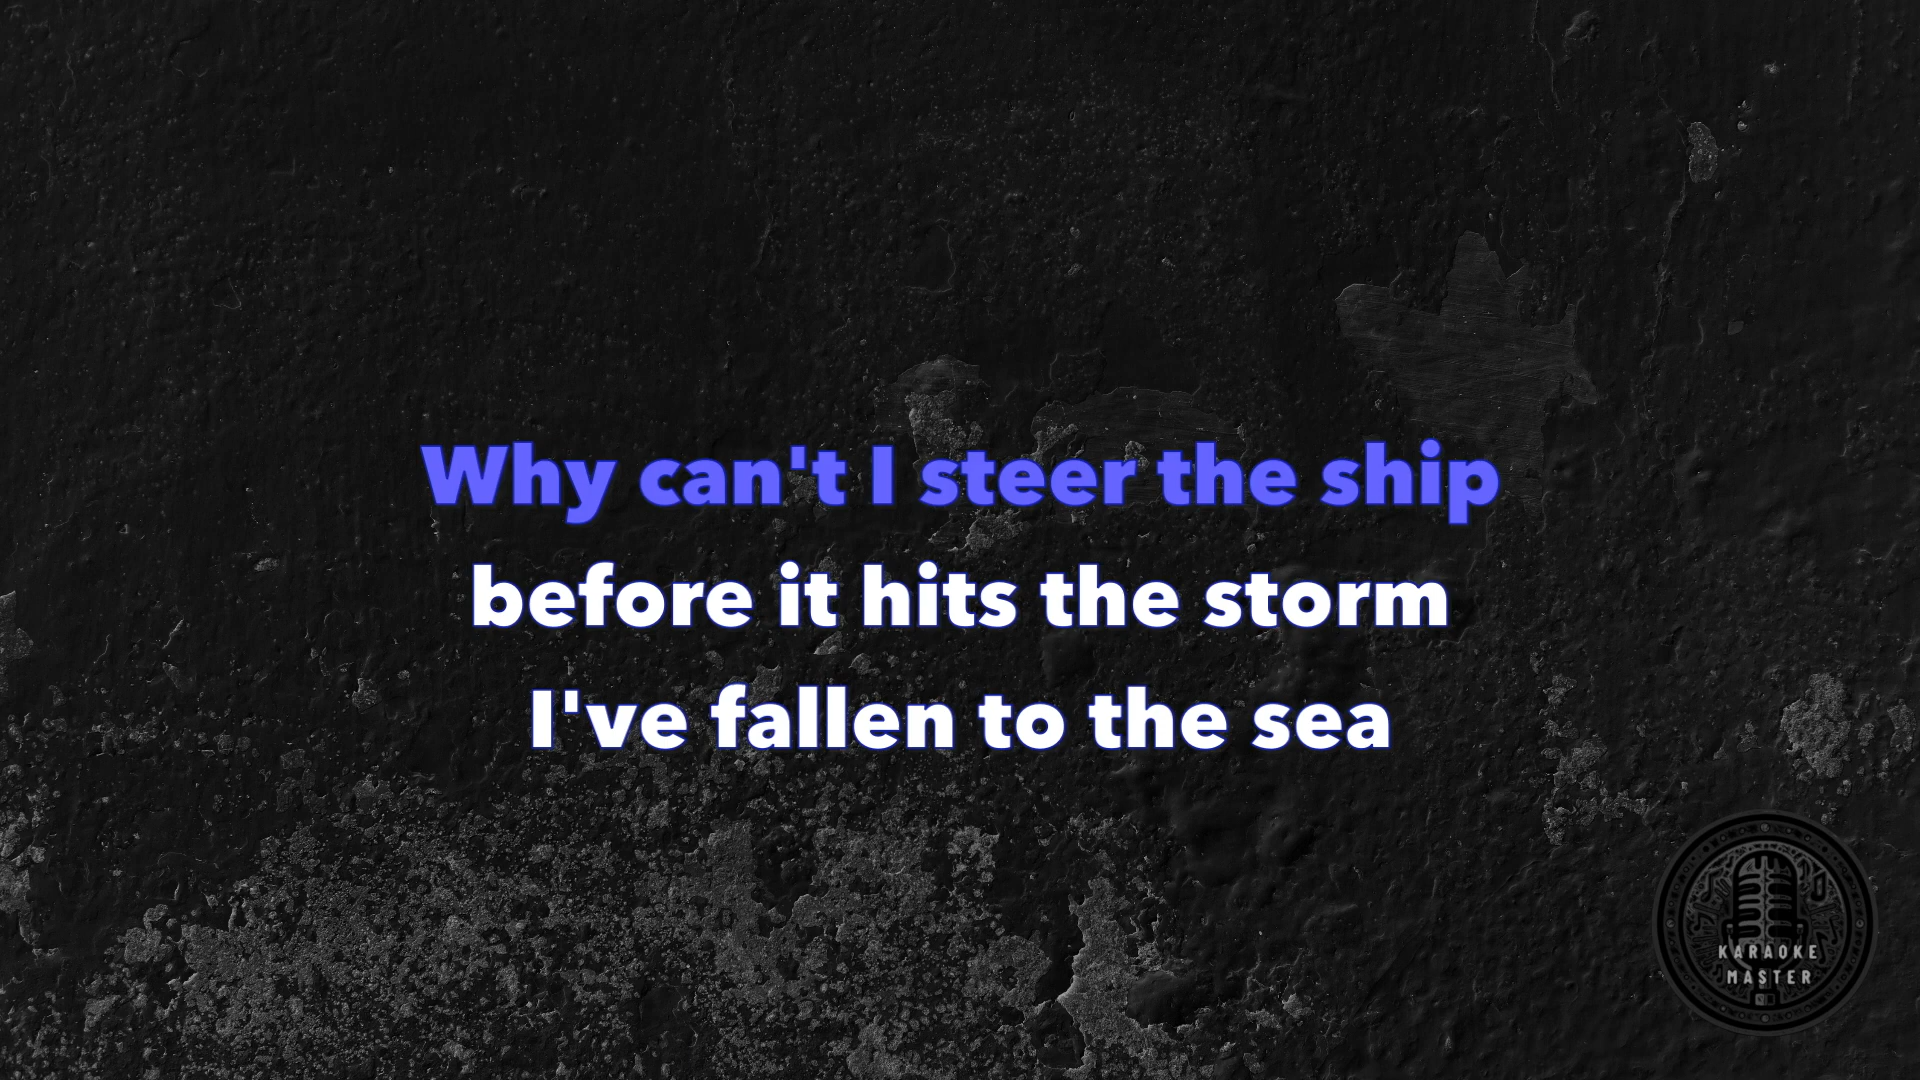 Why can't I steer the ship
before it hits the storm
I've fallen to the sea
KARAOKE
MASTER